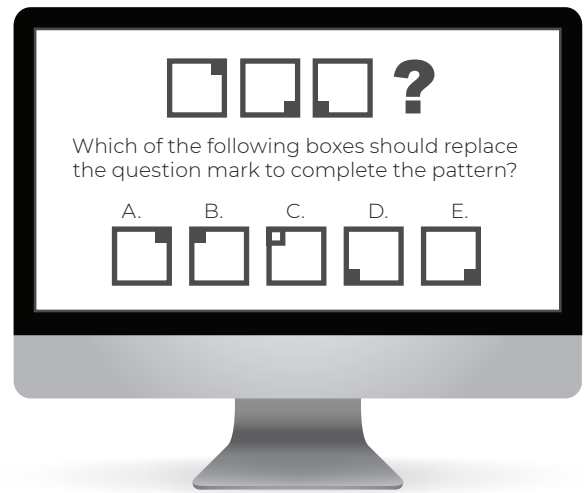 ?
Which of the following boxes should replace
the question mark to complete the pattern?
A. B. C. D. E.